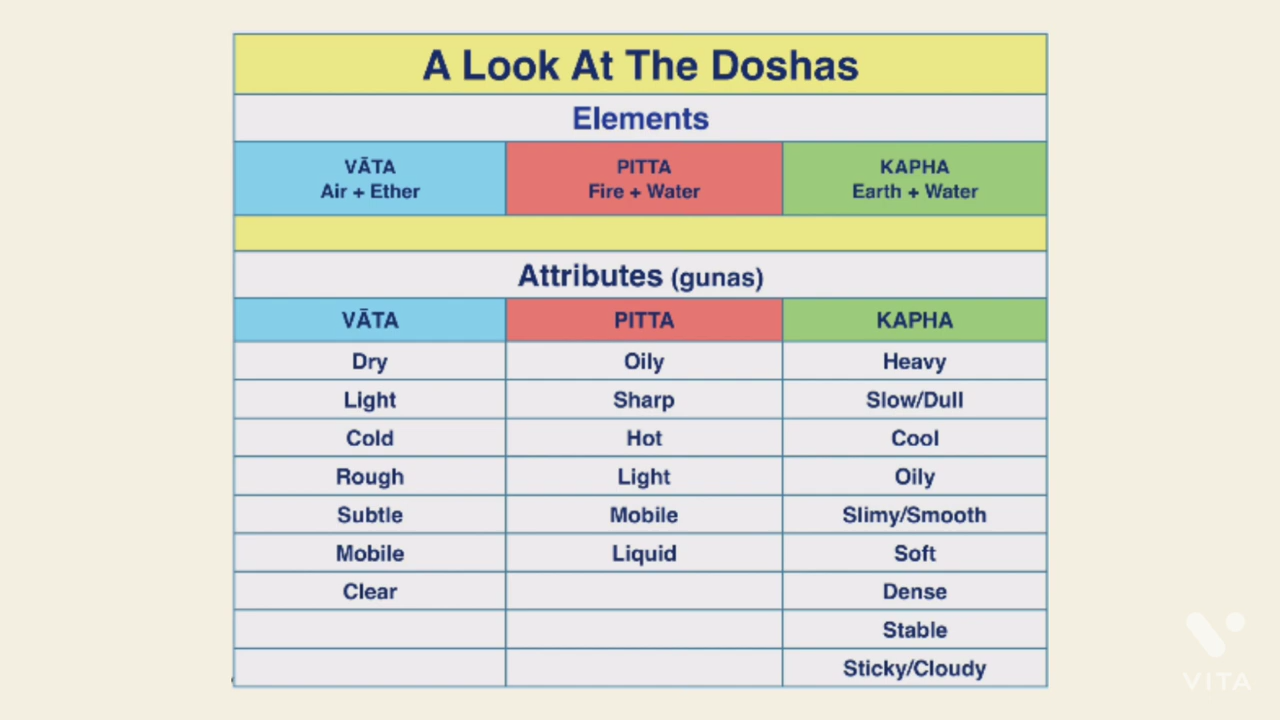 A Look At The Doshas
Elements
VĀTA PITTA KAPHA
Air + Ether Fire + Water Earth + Water
Attributes (gunas)
VĀTA PITTA KAPHA
Dry Oily Heavy
Light Sharp Slow/Dull
Cold Hot Cool
Rough Light Oily
Subtle Mobile Slimy/Smooth
Mobile Liquid Soft
Clear Dense
Stable
Sticky/Cloudy
VITA